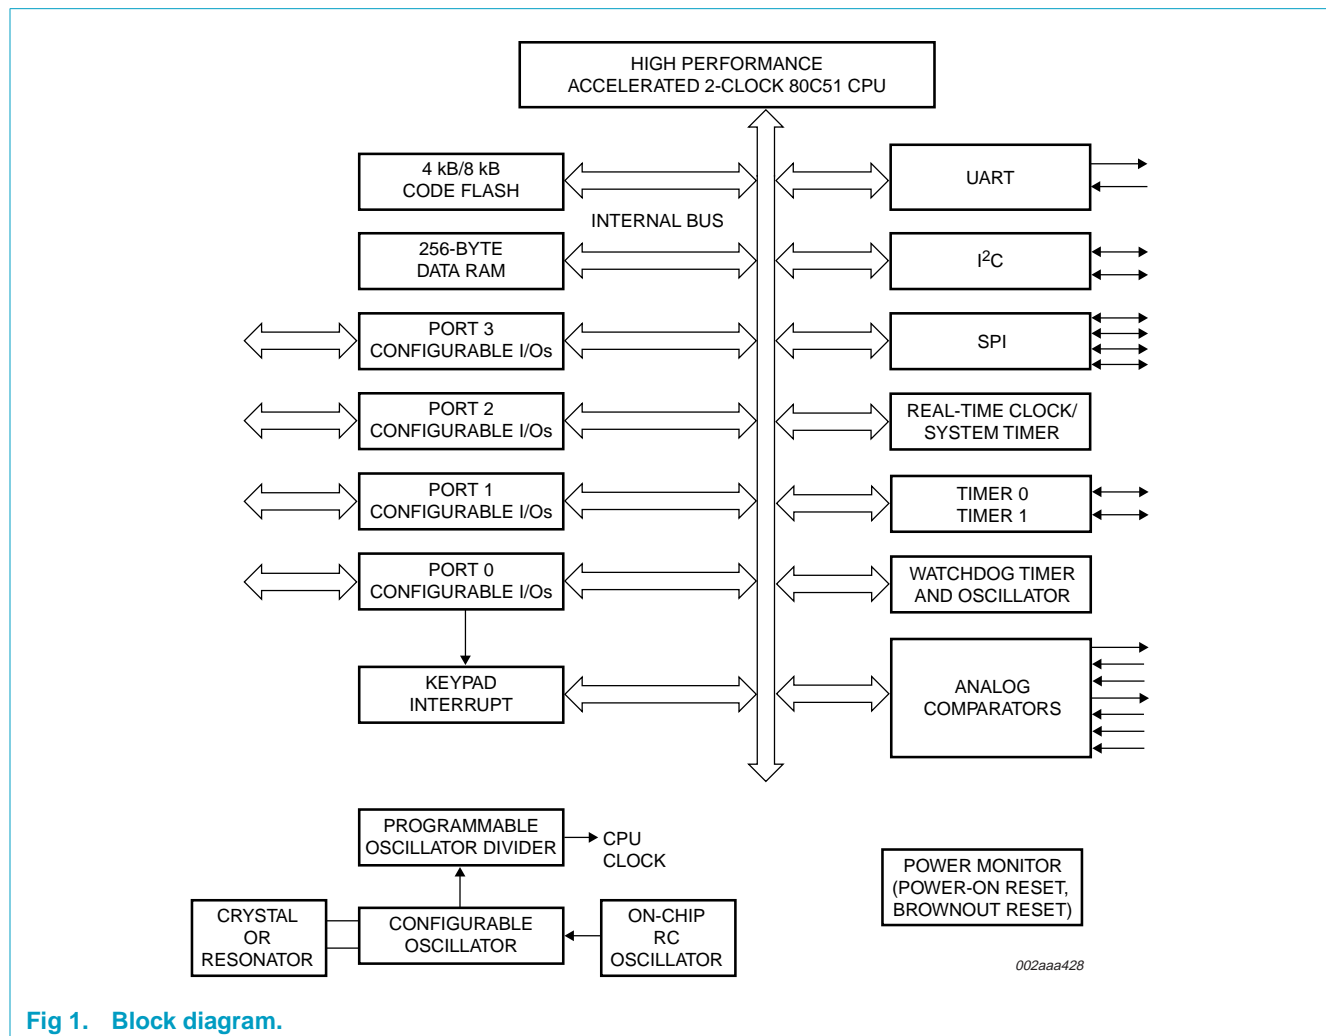 HIGH PERFORMANCE
ACCELERATED 2-CLOCK 80C51 CPU
4 kB/8 kB
CODE FLASH
UART
INTERNAL BUS
256-BYTE
DATA RAM
I²C
PORT 3
CONFIGURABLE I/Os
SPI
PORT 2
CONFIGURABLE I/Os
REAL-TIME CLOCK/
SYSTEM TIMER
PORT 1
CONFIGURABLE I/Os
TIMER 0
TIMER 1
PORT 0
CONFIGURABLE I/Os
WATCHDOG TIMER
AND OSCILLATOR
KEYPAD
INTERRUPT
ANALOG
COMPARATORS
PROGRAMMABLE
OSCILLATOR DIVIDER
CPU
CLOCK
POWER MONITOR
(POWER-ON RESET,
BROWNOUT RESET)
CRYSTAL
OR
RESONATOR
CONFIGURABLE
OSCILLATOR
ON-CHIP
RC
OSCILLATOR
002aaa428
Fig 1. Block diagram.